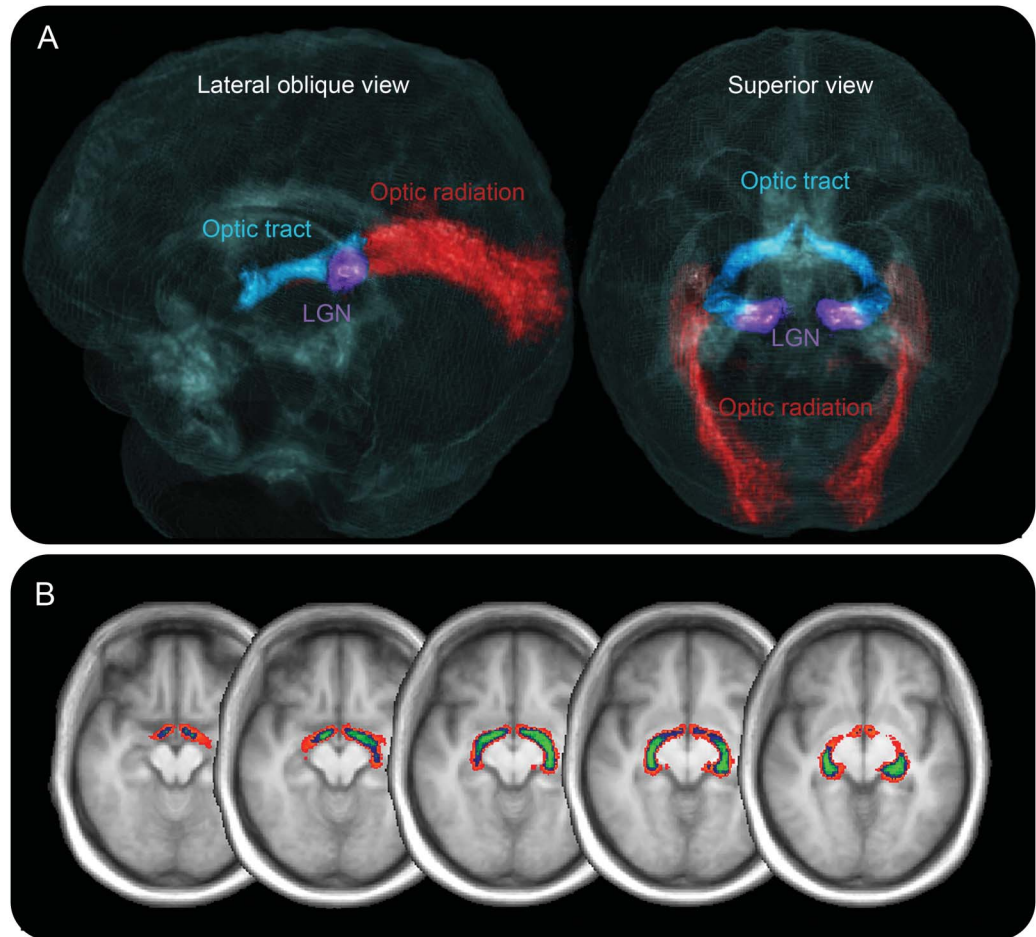 A
Lateral oblique view
Superior view
Optic radiation
Optic tract
LGN
Optic tract
LGN
Optic radiation
B